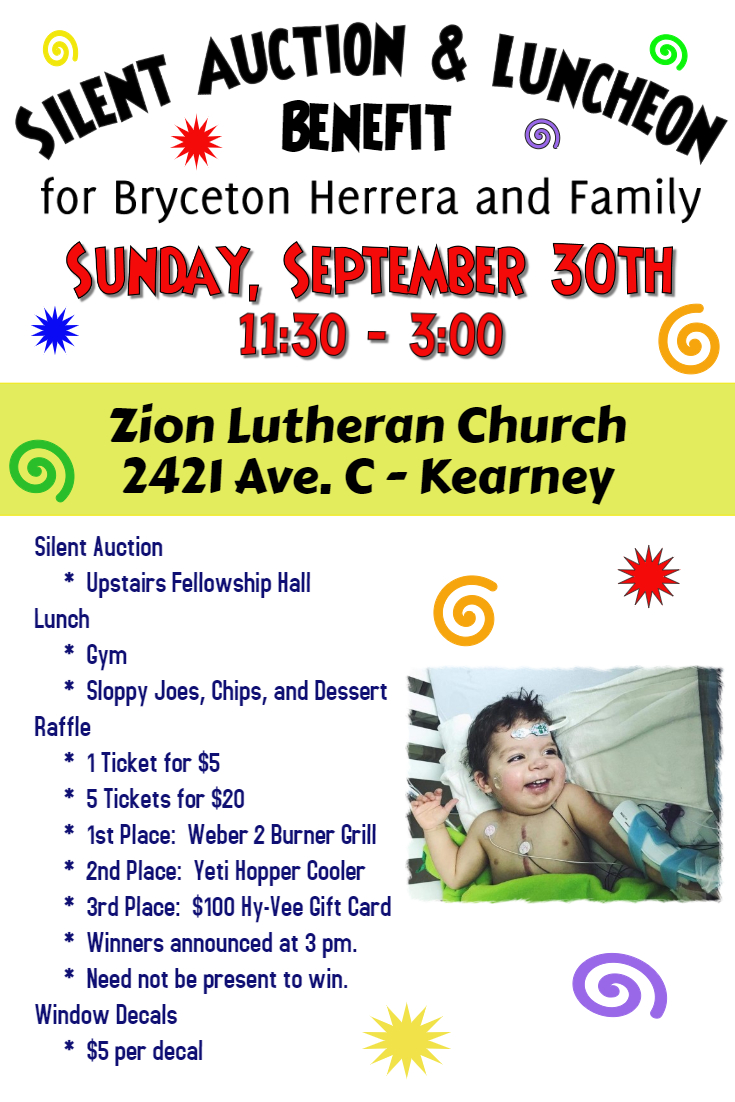 Silent Auction & Luncheon
Benefit
for Bryceton Herrera and Family
Sunday, September 30th
11:30 - 3:00
Zion Lutheran Church
2421 Ave. C - Kearney
Silent Auction
* Upstairs Fellowship Hall
Lunch
* Gym
* Sloppy Joes, Chips, and Dessert
Raffle
* 1 Ticket for $5
* 5 Tickets for $20
* 1st Place: Weber 2 Burner Grill
* 2nd Place: Yeti Hopper Cooler
* 3rd Place: $100 Hy-Vee Gift Card
* Winners announced at 3 pm.
* Need not be present to win.
Window Decals
* $5 per decal